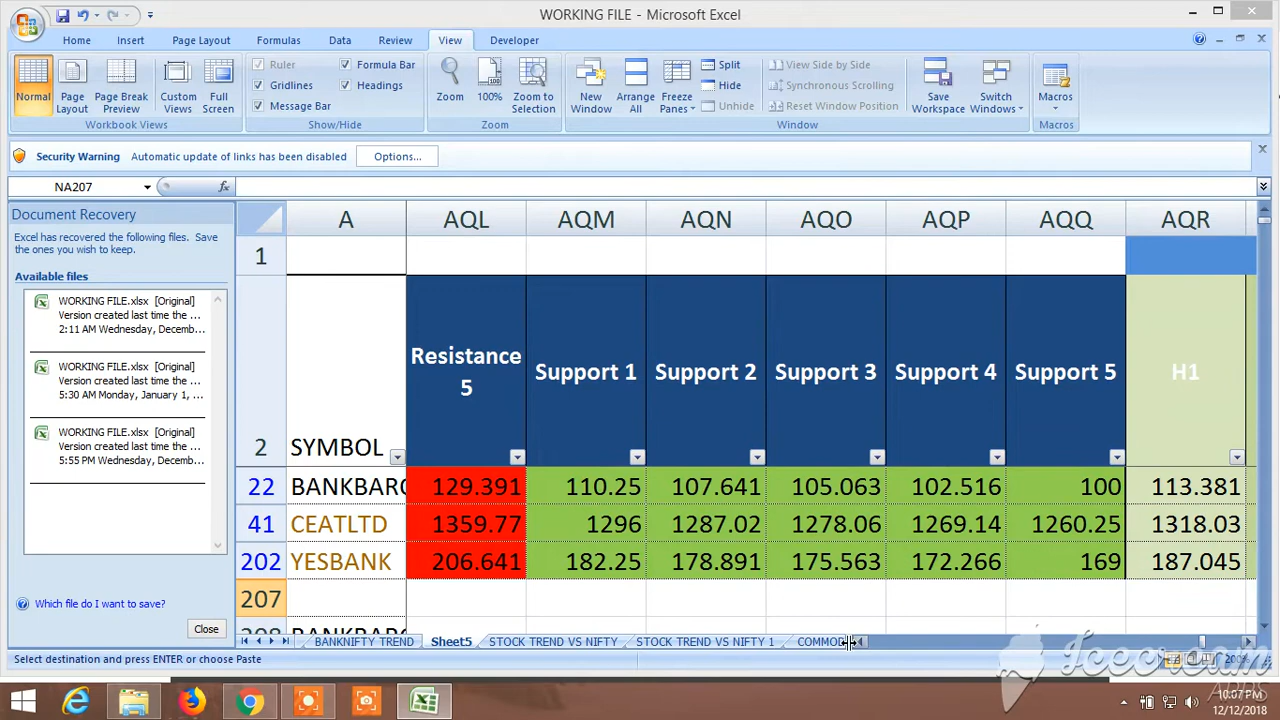 WORKING FILE - Microsoft Excel
Home Insert Page Layout Formulas Data Review View Developer
Ruler Formula Bar
Gridlines Headings
Message Bar
Normal Page Layout Page Break Preview Custom Views Full Screen
Zoom 100% Zoom to Selection
New Window Arrange All Freeze Panes
Split View Side by Side
Hide Synchronous Scrolling
Unhide Reset Window Position
Save Workspace Switch Windows Macros
Workbook Views Show/Hide Zoom Window Macros
Security Warning Automatic update of links has been disabled Options...
NA207 fx
Document Recovery
Excel has recovered the following files. Save
the ones you wish to keep.
Available files
WORKING FILE.xlsx [Original]
Version created last time the ...
2:11 AM Wednesday, Decemb...
WORKING FILE.xlsx [Original]
Version created last time the ...
5:30 AM Monday, January 1, ...
WORKING FILE.xlsx [Original]
Version created last time the ...
5:55 PM Wednesday, Decemb...
Which file do I want to save?
Close
A AQL AQM AQN AQO AQP AQQ AQR
1
2 SYMBOL Resistance 5 Support 1 Support 2 Support 3 Support 4 Support 5 H1
22 BANKBARO 129.391 110.25 107.641 105.063 102.516 100 113.381
41 CEATLTD 1359.77 1296 1287.02 1278.06 1269.14 1260.25 1318.03
202 YESBANK 206.641 182.25 178.891 175.563 172.266 169 187.045
207
208 BANKBARO
BANKNIFTY TREND Sheet5 STOCK TREND VS NIFTY STOCK TREND VS NIFTY 1 COMMOD
Select destination and press ENTER or choose Paste 200%
Icecream
APPS
10:07 PM
12/12/2018